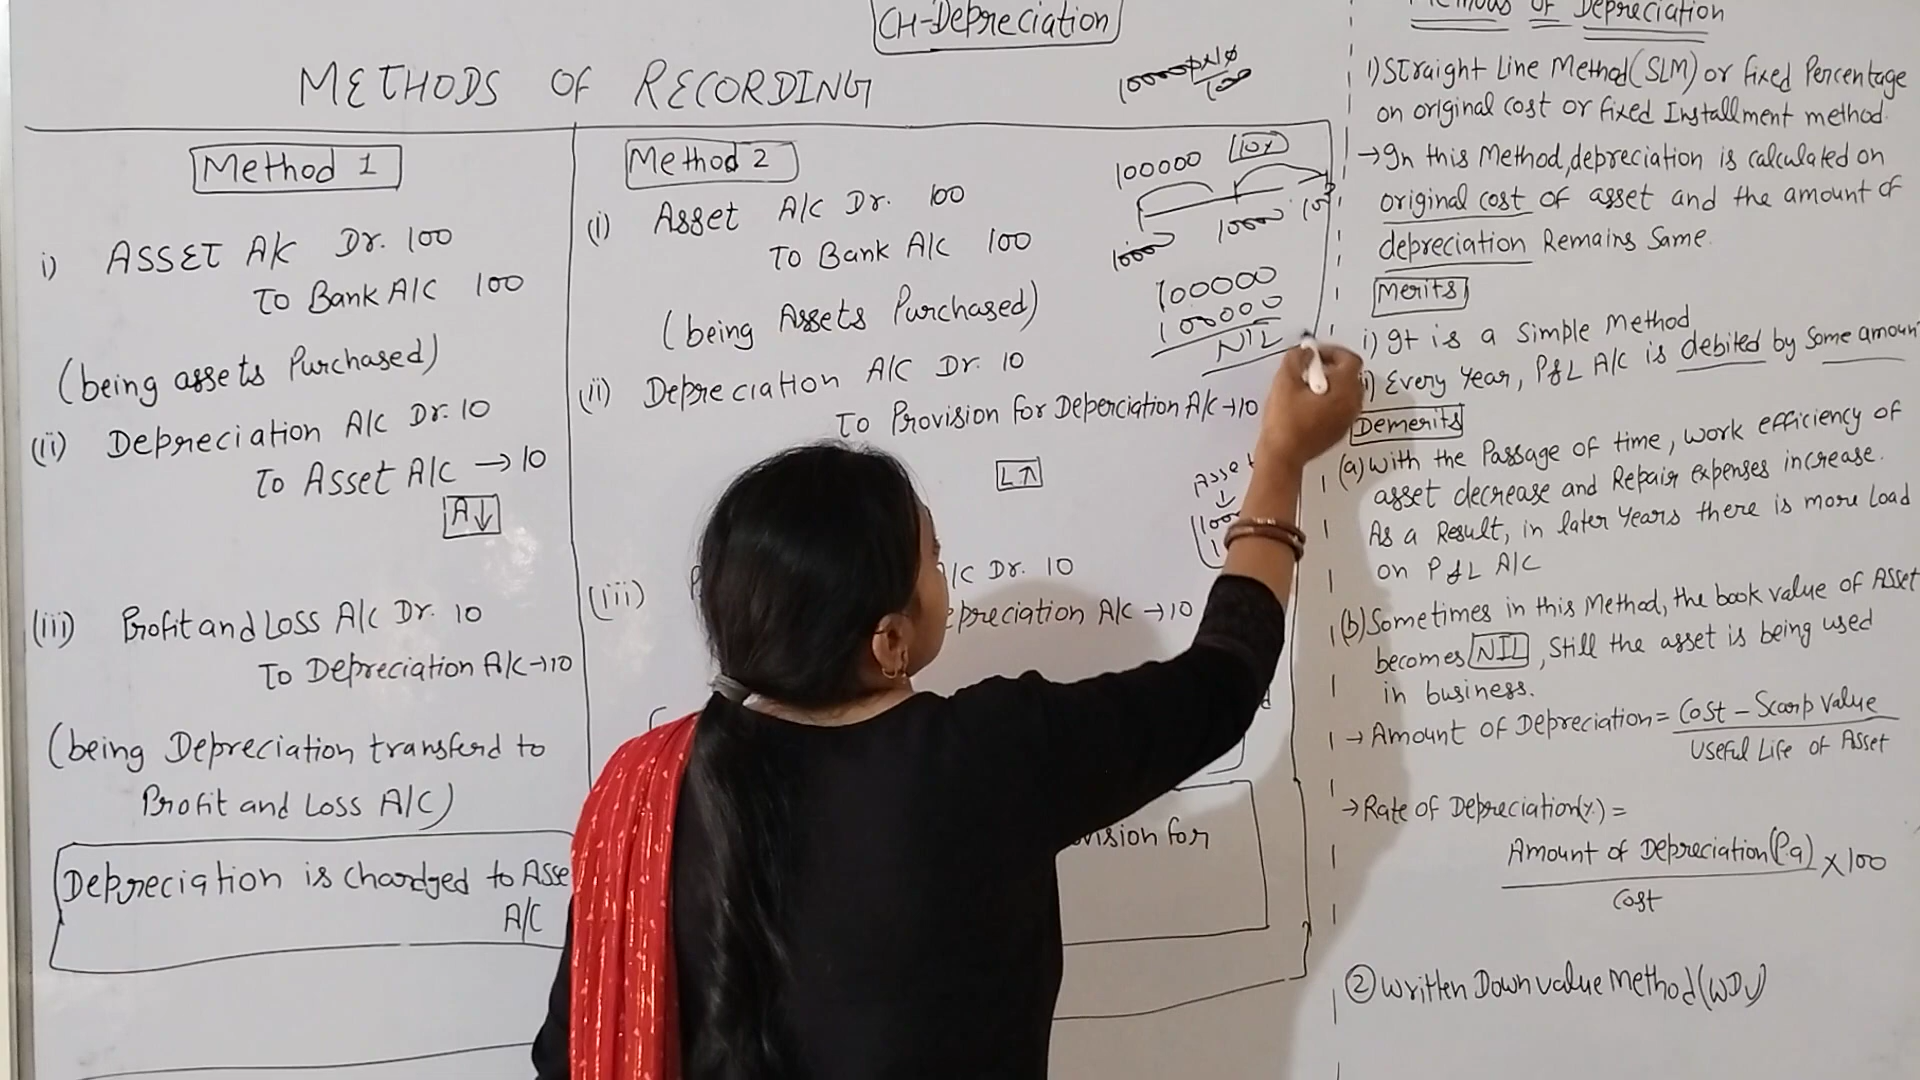 CH-Depreciation
METHODS OF RECORDING
Method 1
i) ASSET A/C Dr. 100
To Bank A/C 100
(being assets Purchased)
(ii) Depreciation A/C Dr. 10
To Asset A/C → 10
A↓
(iii) Profit and Loss A/C Dr. 10
To Depreciation A/C → 10
(being Depreciation transferd to
Profit and Loss A/C)
Depreciation is chardged to Asse
A/C
Method 2
(i) Asset A/C Dr. 100
To Bank A/C 100
(being Assets Purchased)
(ii) Depreciation A/C Dr. 10
To Provision for Deperciation A/C → 10
L↑
(iii) /C Dr. 10
epreciation A/C → 10
vision for
100000 10%
10000 10000
100000
100000
NIL
Asset
↓
Methods of Depreciation
1) Straight Line Method (SLM) or fixed Percentage
on original cost or fixed Installment method.
→ In this Method, depreciation is calculated on
original cost of asset and the amount of
depreciation Remains Same.
Merits
i) It is a Simple Method
ii) Every Year, P&L A/C is debited by Some amoun
Demerits
(a) With the Passage of time, work efficiency of
asset decrease and Repair expenses increase.
As a Result, in later Years there is more Load
on P&L A/C
(b) Sometimes in this Method, the book value of Asset
becomes NIL, Still the asset is being used
in business.
→ Amount of Depreciation = Cost - Scarp Value
Useful Life of Asset
→ Rate of Depreciation(%) =
Amount of Depreciation (P.a) × 100
Cost
② Written Down value Method (WDV)